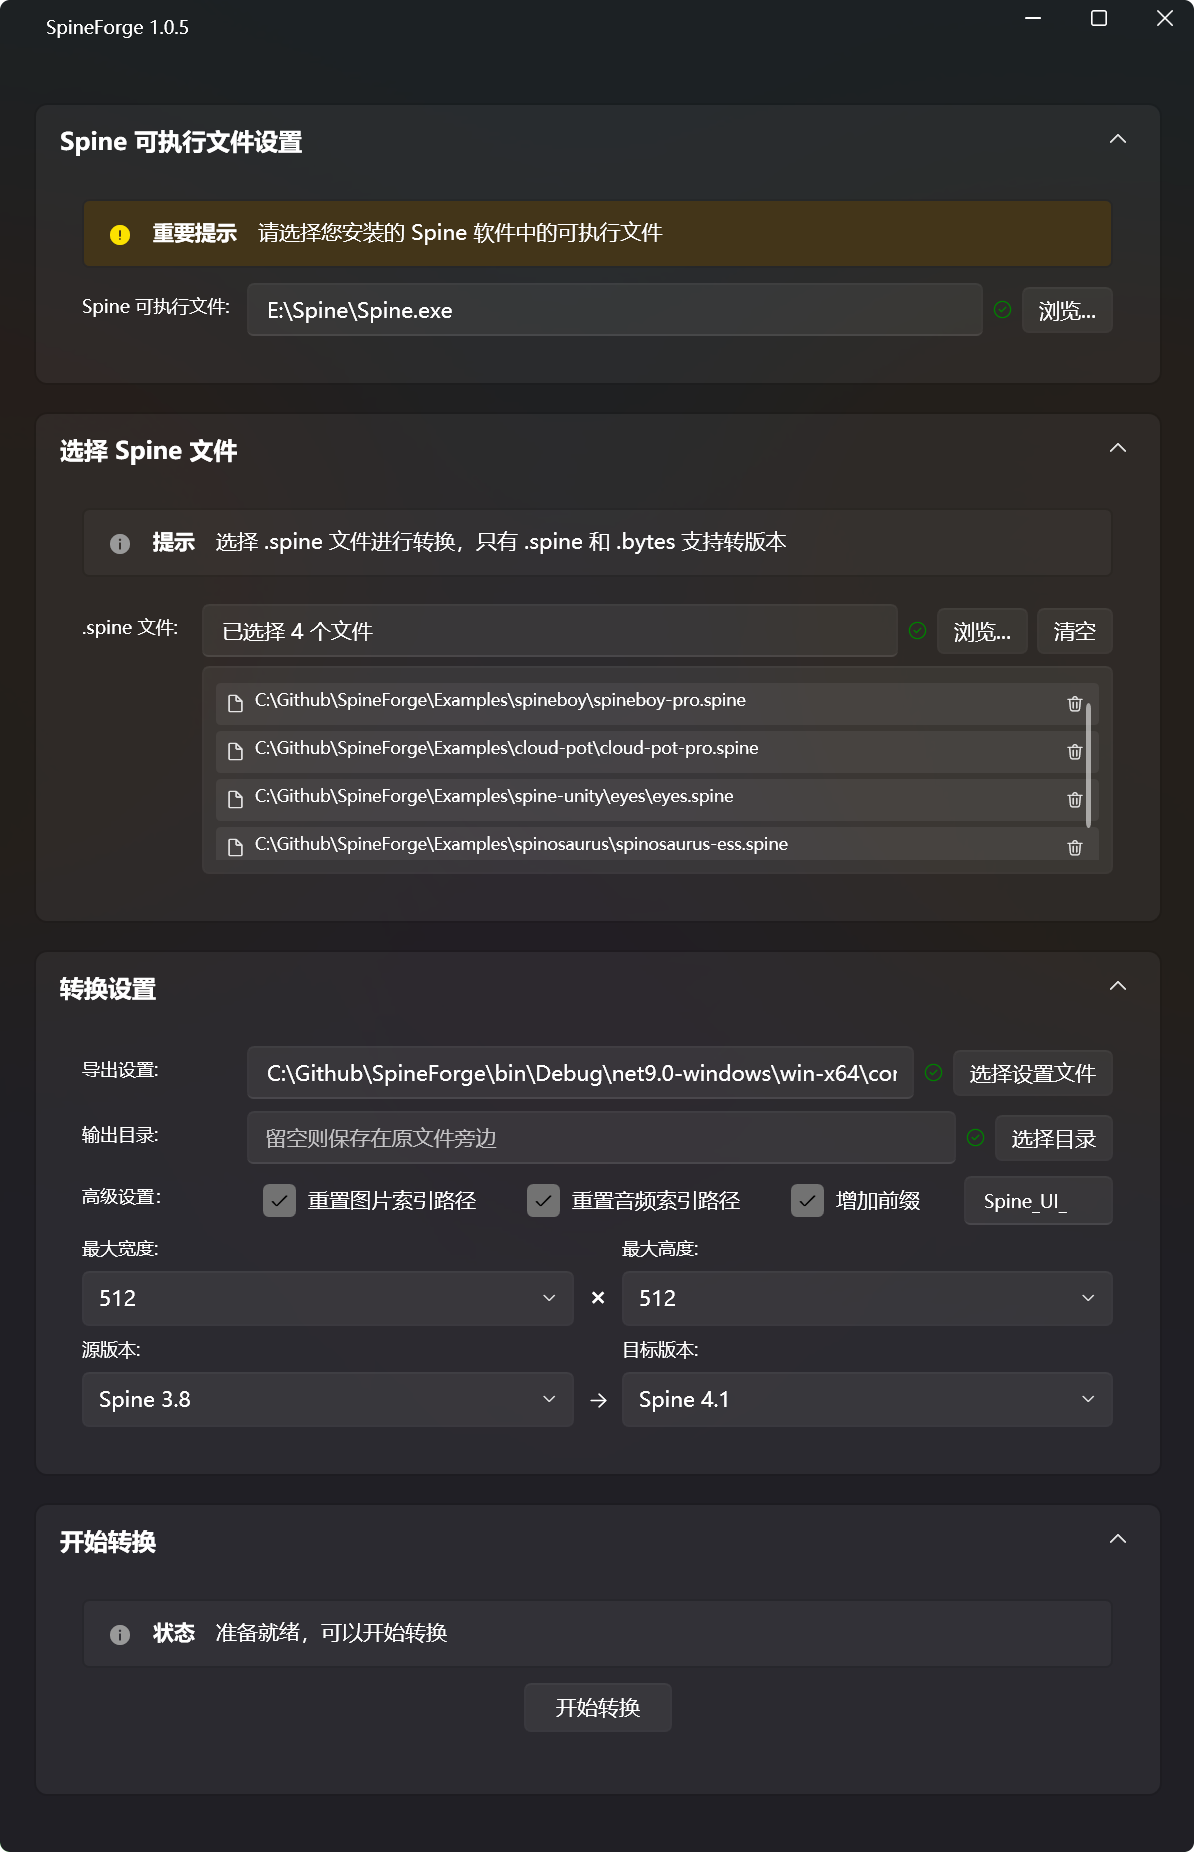 SpineForge 1.0.5
Spine 可执行文件设置
重要提示 请选择您安装的 Spine 软件中的可执行文件
Spine 可执行文件: E:\Spine\Spine.exe 浏览...
选择 Spine 文件
提示 选择 .spine 文件进行转换，只有 .spine 和 .bytes 支持转版本
.spine 文件: 已选择 4 个文件 浏览... 清空
C:\Github\SpineForge\Examples\spineboy\spineboy-pro.spine
C:\Github\SpineForge\Examples\cloud-pot\cloud-pot-pro.spine
C:\Github\SpineForge\Examples\spine-unity\eyes\eyes.spine
C:\Github\SpineForge\Examples\spinosaurus\spinosaurus-ess.spine
转换设置
导出设置: C:\Github\SpineForge\bin\Debug\net9.0-windows\win-x64\cor 选择设置文件
输出目录: 留空则保存在原文件旁边 选择目录
高级设置: 重置图片索引路径 重置音频索引路径 增加前缀 Spine_UI_
最大宽度: 最大高度:
512 × 512
源版本: 目标版本:
Spine 3.8 → Spine 4.1
开始转换
状态 准备就绪，可以开始转换
开始转换